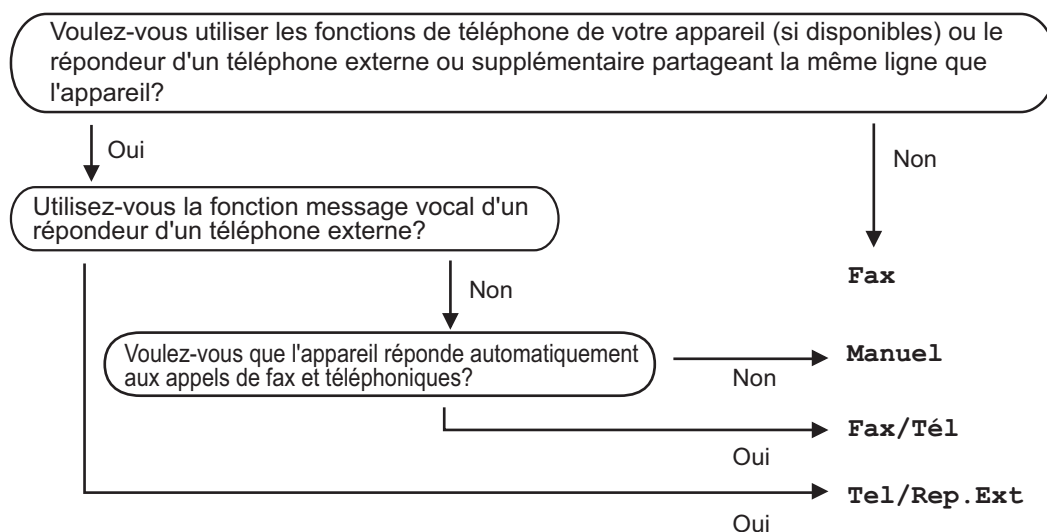 Voulez-vous utiliser les fonctions de téléphone de votre appareil (si disponibles) ou le
répondeur d'un téléphone externe ou supplémentaire partageant la même ligne que
l'appareil?
Oui
Non
Utilisez-vous la fonction message vocal d'un
répondeur d'un téléphone externe?
Fax
Non
Voulez-vous que l'appareil réponde automatiquement
aux appels de fax et téléphoniques?
Manuel
Non
Fax/Tél
Oui
Tel/Rep.Ext
Oui